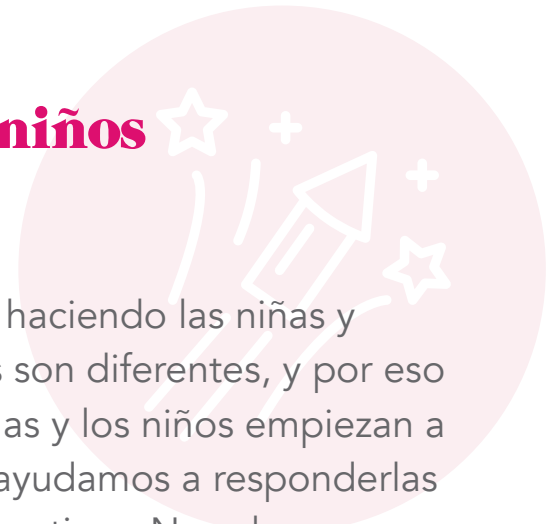 niños
haciendo las niñas y
son diferentes, y por eso
as y los niños empiezan a
ayudamos a responderlas